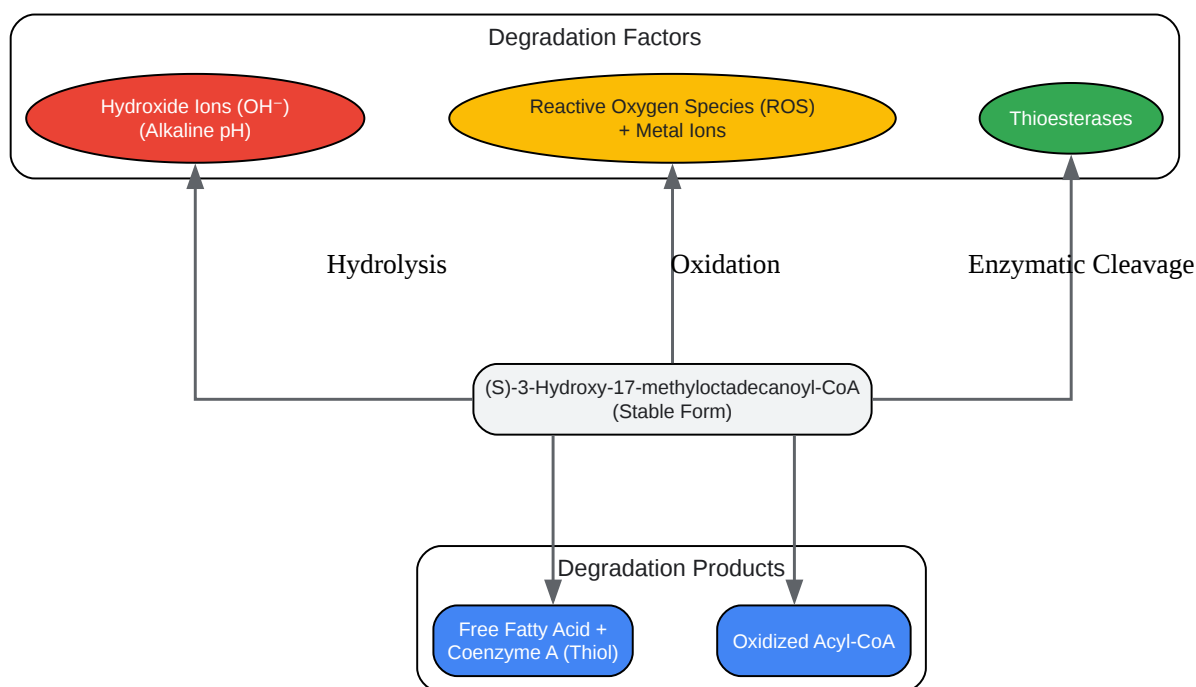 Degradation Factors
Hydroxide Ions (OH⁻)
(Alkaline pH)
Reactive Oxygen Species (ROS)
+ Metal Ions
Thioesterases
Hydrolysis
Oxidation
Enzymatic Cleavage
(S)-3-Hydroxy-17-methyloctadecanoyl-CoA
(Stable Form)
Degradation Products
Free Fatty Acid +
Coenzyme A (Thiol)
Oxidized Acyl-CoA